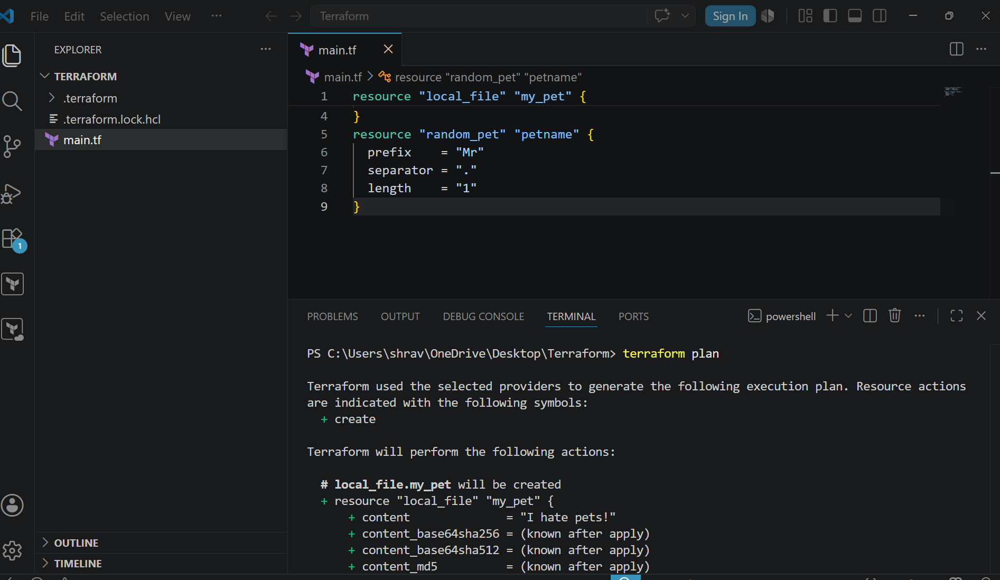 File Edit Selection View ··· Terraform Sign In
EXPLORER ···
TERRAFORM
.terraform
.terraform.lock.hcl
main.tf
OUTLINE
TIMELINE
1
main.tf
main.tf > resource "random_pet" "petname"
1 resource "local_file" "my_pet" {
4 }
5 resource "random_pet" "petname" {
6 prefix    = "Mr"
7 separator = "."
8 length    = "1"
9 }
PROBLEMS OUTPUT DEBUG CONSOLE TERMINAL PORTS powershell
PS C:\Users\shrav\OneDrive\Desktop\Terraform> terraform plan
Terraform used the selected providers to generate the following execution plan. Resource actions
are indicated with the following symbols:
+ create
Terraform will perform the following actions:
# local_file.my_pet will be created
+ resource "local_file" "my_pet" {
+ content              = "I hate pets!"
+ content_base64sha256 = (known after apply)
+ content_base64sha512 = (known after apply)
+ content_md5          = (known after apply)